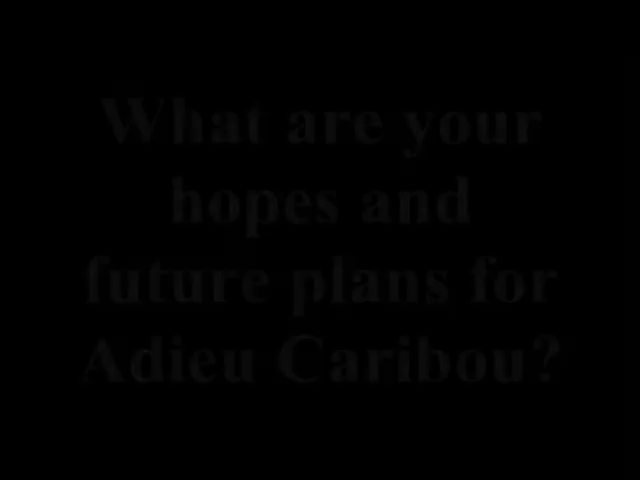 What are your
hopes and
future plans for
Adieu Caribou?